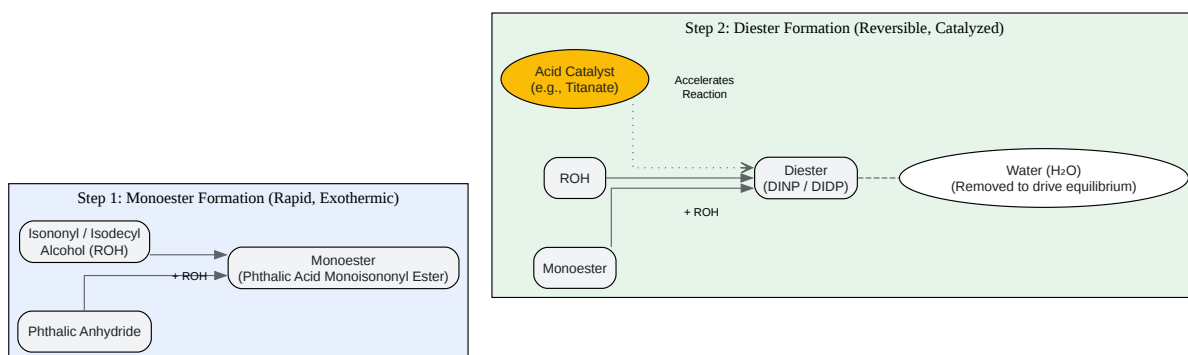 Step 1: Monoester Formation (Rapid, Exothermic)
Isononyl / Isodecyl
Alcohol (ROH)
Monoester
(Phthalic Acid Monoisononyl Ester)
+ ROH
Phthalic Anhydride
Step 2: Diester Formation (Reversible, Catalyzed)
Acid Catalyst
(e.g., Titanate)
Accelerates
Reaction
ROH
Diester
(DINP / DIDP)
Water (H₂O)
(Removed to drive equilibrium)
+ ROH
Monoester